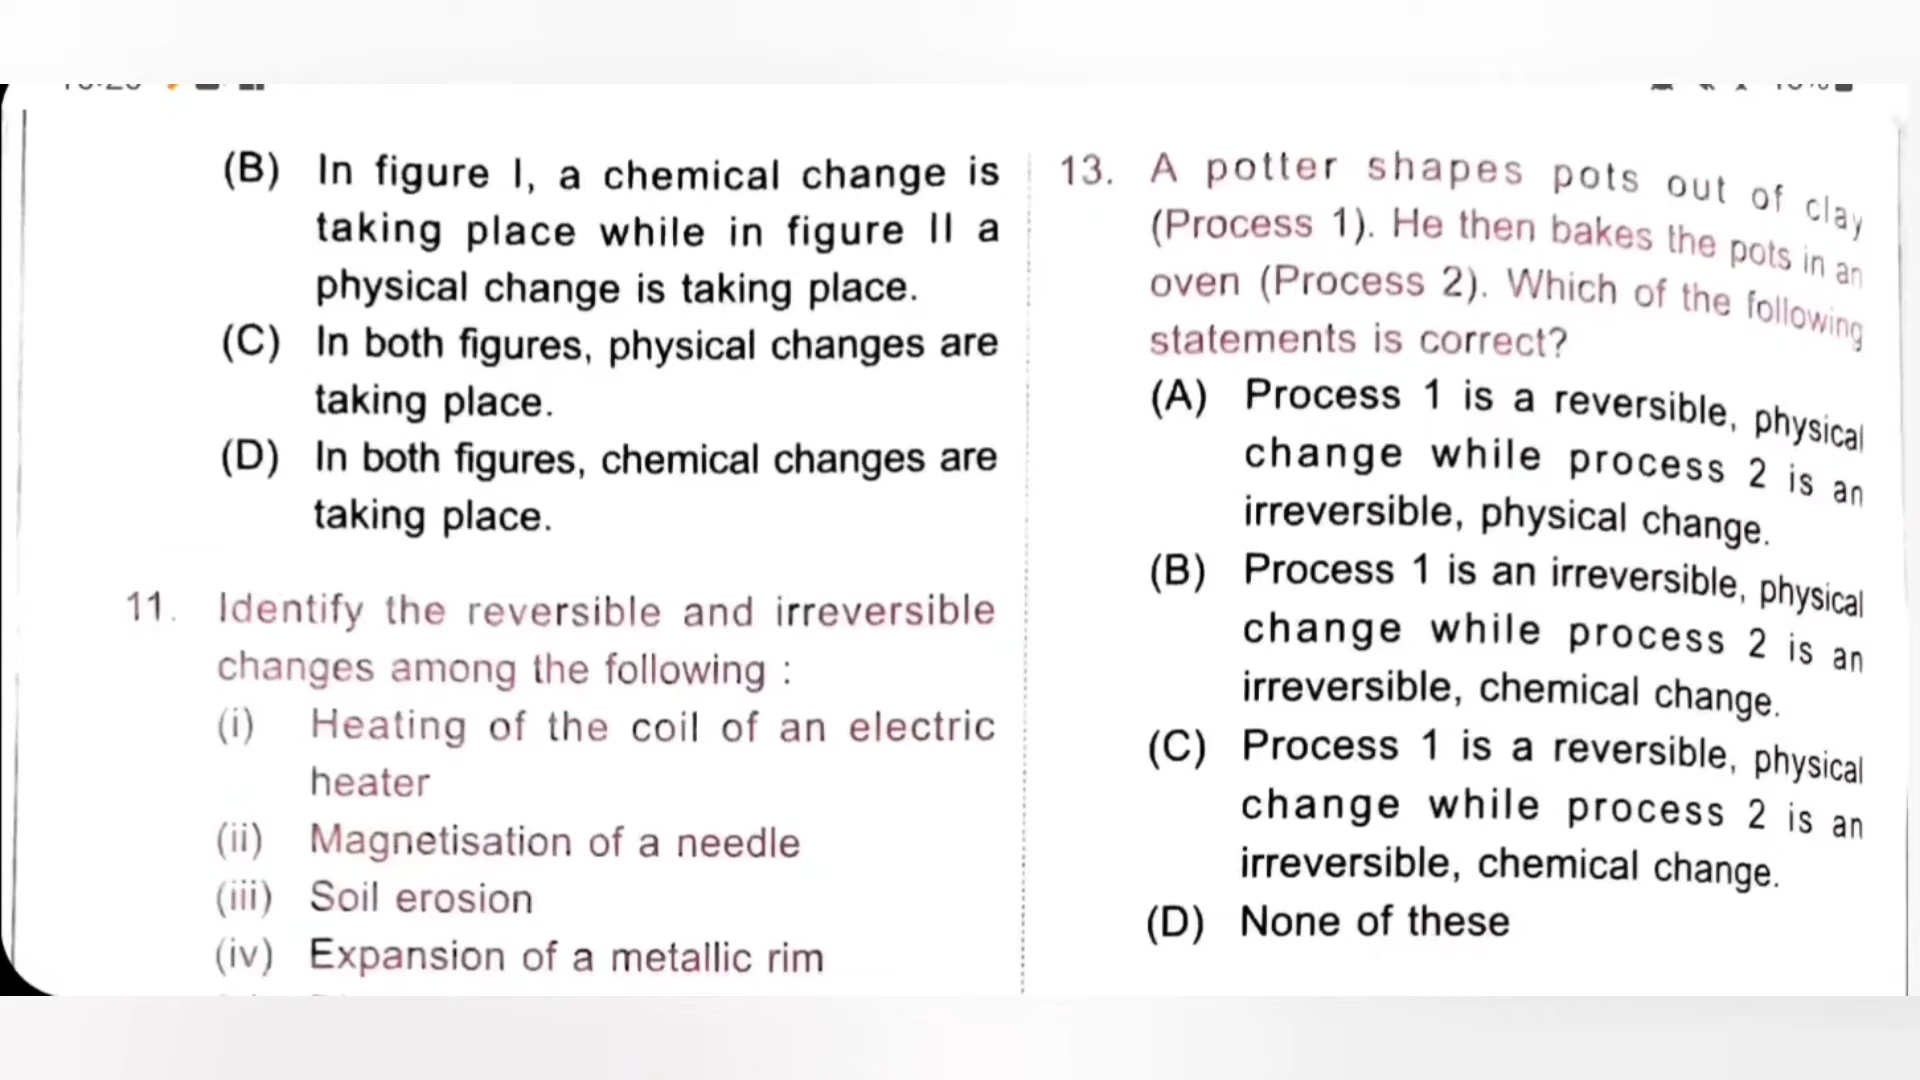 (B) In figure I, a chemical change is
taking place while in figure II a
physical change is taking place.
(C) In both figures, physical changes are
taking place.
(D) In both figures, chemical changes are
taking place.
11. Identify the reversible and irreversible
changes among the following :
(i) Heating of the coil of an electric
heater
(ii) Magnetisation of a needle
(iii) Soil erosion
(iv) Expansion of a metallic rim
13. A potter shapes pots out of clay
(Process 1). He then bakes the pots in an
oven (Process 2). Which of the following
statements is correct?
(A) Process 1 is a reversible, physical
change while process 2 is an
irreversible, physical change.
(B) Process 1 is an irreversible, physical
change while process 2 is an
irreversible, chemical change.
(C) Process 1 is a reversible, physical
change while process 2 is an
irreversible, chemical change.
(D) None of these